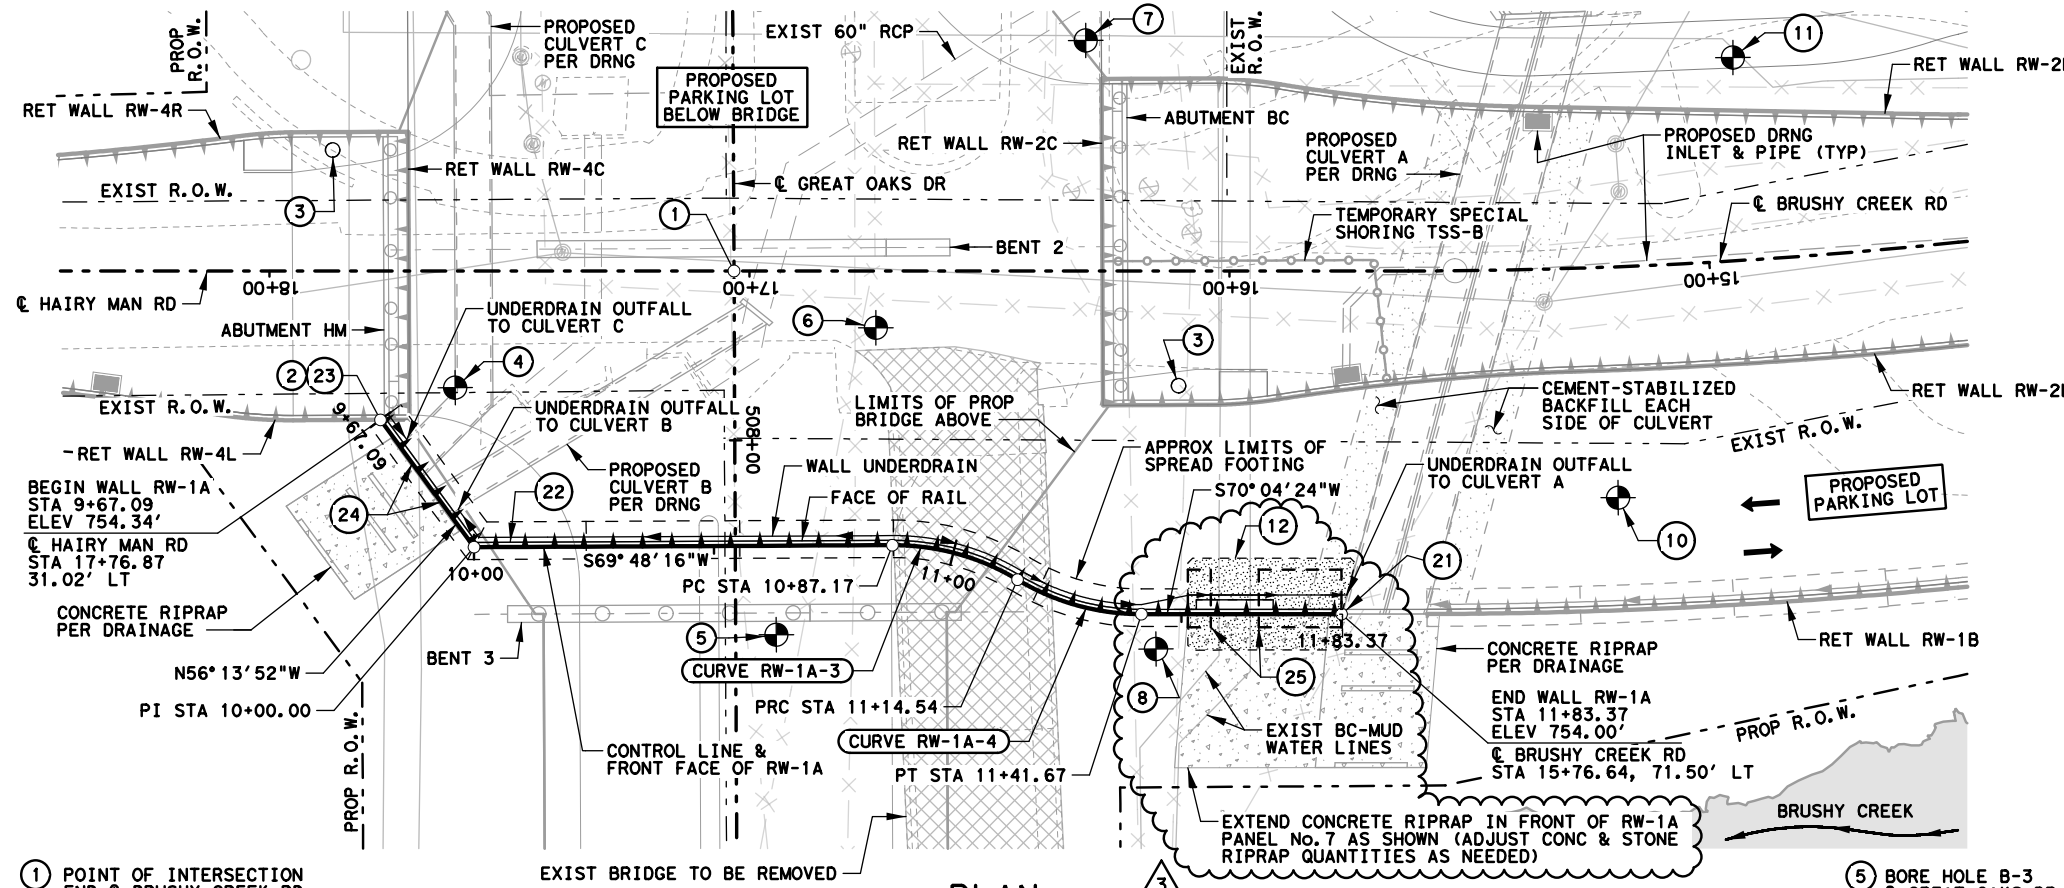 PROP
R.O.W.
PROPOSED
CULVERT C
PER DRNG
EXIST 60" RCP
7
EXIST
R.O.W.
11
RET WALL RW-2
PROPOSED
PARKING LOT
BELOW BRIDGE
RET WALL RW-4R
ABUTMENT BC
RET WALL RW-2C
PROPOSED
CULVERT A
PER DRNG
PROPOSED DRNG
INLET & PIPE (TYP)
RET WALL RW-4C
EXIST R.O.W.
℄ GREAT OAKS DR
3
1
℄ BRUSHY CREEK RD
TEMPORARY SPECIAL
SHORING TSS-B
BENT 2
18+00
17+00
16+00
15+00
℄ HAIRY MAN RD
UNDERDRAIN OUTFALL
TO CULVERT C
ABUTMENT HM
6
3
2
23
4
EXIST R.O.W.
9+67.09
UNDERDRAIN OUTFALL
TO CULVERT B
508+00
LIMITS OF PROP
BRIDGE ABOVE
CEMENT-STABILIZED
BACKFILL EACH
SIDE OF CULVERT
RET WALL RW-2
EXIST R.O.W.
RET WALL RW-4L
APPROX LIMITS OF
SPREAD FOOTING
WALL UNDERDRAIN
UNDERDRAIN OUTFALL
TO CULVERT A
PROPOSED
CULVERT B
PER DRNG
BEGIN WALL RW-1A
STA 9+67.09
ELEV 754.34'
℄ HAIRY MAN RD
STA 17+76.87
31.02' LT
22
24
FACE OF RAIL
S70°04'24"W
PROPOSED
PARKING LOT
12
10
21
S69°48'16"W
10+00
PC STA 10+87.17
11+00
CONCRETE RIPRAP
PER DRAINAGE
11+83.37
5
BENT 3
CURVE RW-1A-3
8
25
CONCRETE RIPRAP
PER DRAINAGE
RET WALL RW-1B
N56°13'52"W
PI STA 10+00.00
PRC STA 11+14.54
CURVE RW-1A-4
EXIST BC-MUD
WATER LINES
END WALL RW-1A
STA 11+83.37
ELEV 754.00'
℄ BRUSHY CREEK RD
STA 15+76.64, 71.50' LT
PROP R.O.W.
CONTROL LINE &
FRONT FACE OF RW-1A
PT STA 11+41.67
PROP R.O.W.
EXTEND CONCRETE RIPRAP IN FRONT OF RW-1A
PANEL No.7 AS SHOWN (ADJUST CONC & STONE
RIPRAP QUANTITIES AS NEEDED)
BRUSHY CREEK
EXIST BRIDGE TO BE REMOVED
3
1 POINT OF INTERSECTION
END ℄ BRUSHY CREEK RD
PLAN
5 BORE HOLE B-3